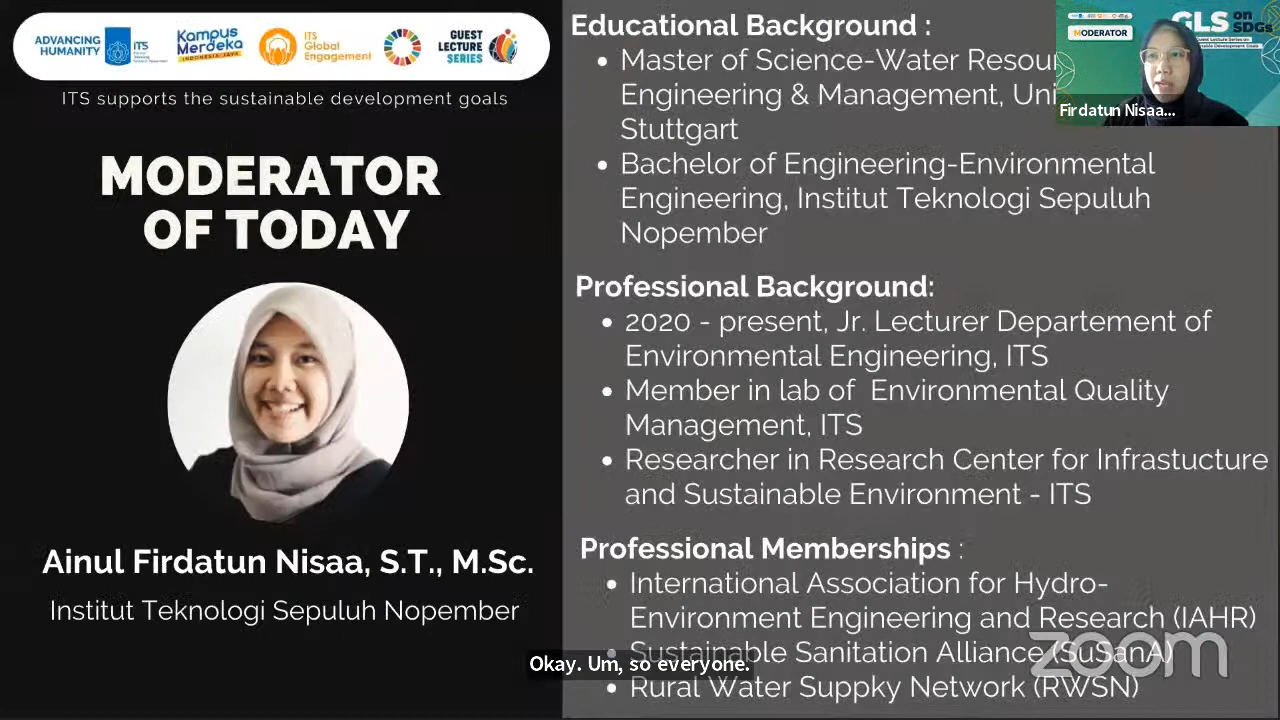 ADVANCING
HUMANITY
ITS
Kampus
Merdeka
INDONESIA JAYA
ITS
Global
Engagement
GUEST
LECTURE
SERIES
ITS supports the sustainable development goals
MODERATOR
OF TODAY
Ainul Firdatun Nisaa, S.T., M.Sc.
Institut Teknologi Sepuluh Nopember
Educational Background :
Master of Science-Water
Engineering & Management,
Stuttgart
Bachelor of Engineering-Environmental
Engineering, Institut Teknologi Sepuluh
Nopember
Professional Background:
2020 - present, Jr. Lecturer Departement of
Environmental Engineering, ITS
Member in lab of Environmental Quality
Management, ITS
Researcher in Research Center for Infrastucture
and Sustainable Environment - ITS
Professional Memberships :
International Association for Hydro-
Environment Engineering and Research (IAHR)
Sustainable Sanitation Alliance (SuSanA)
Rural Water Suppky Network (RWSN)
MODERATOR
GLS on
SDGs
Firdatun Nisaa...
Okay. Um, so everyone.
zoom